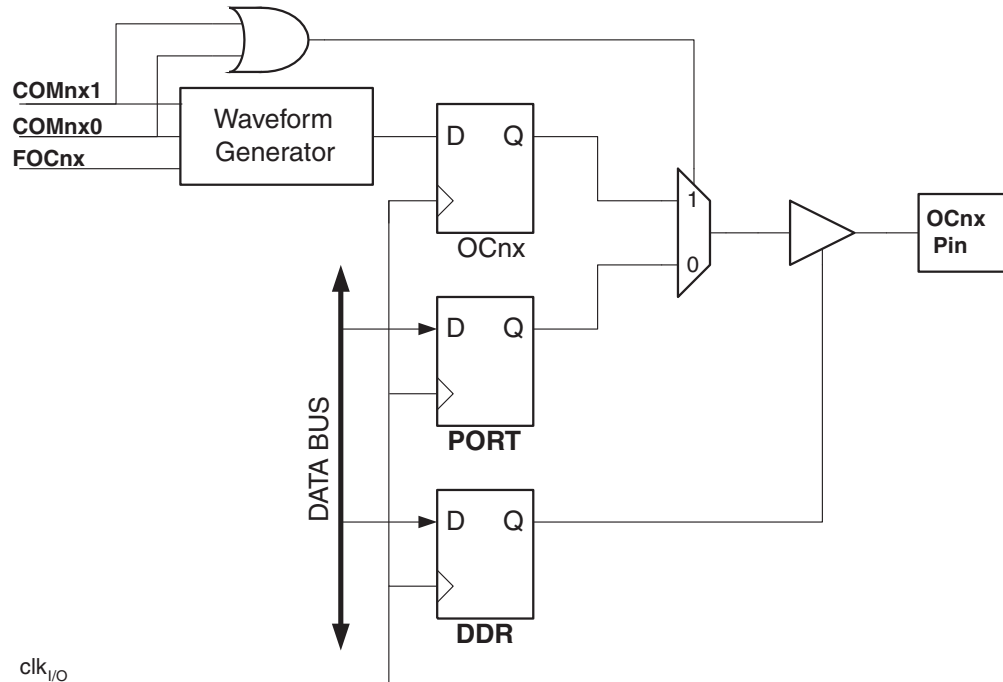 COMnx1
COMnx0
FOCnx
Waveform
Generator
D Q
OCnx
1
0
OCnx
Pin
D Q
PORT
DATA BUS
D Q
DDR
clkI/O